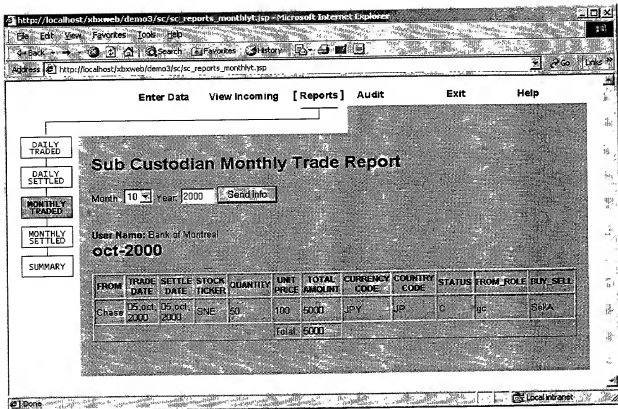 http://localhost/xbxweb/demo3/sc/sc_reports_monthlyt.jsp - Microsoft Internet Explorer
File Edit View Favorites Tools Help
Back Search Favorites History
Address http://localhost/xbxweb/demo3/sc/sc_reports_monthlyt.jsp Go Links »
Enter Data View Incoming [ Reports ] Audit Exit Help
DAILY TRADED
DAILY SETTLED
MONTHLY TRADED
MONTHLY SETTLED
SUMMARY
Sub Custodian Monthly Trade Report
Month: 10 Year: 2000 Send Info
User Name: Bank of Montreal
oct-2000
FROM TRADE DATE SETTLE DATE STOCK TICKER QUANTITY UNIT PRICE TOTAL AMOUNT CURRENCY CODE COUNTRY CODE STATUS FROM_ROLE BUY_SELL
Chase 05,oct, 2000 05,oct, 2000 SNE 50 100 5000 JPY JP C gc
Total: 5000
Done Local intranet